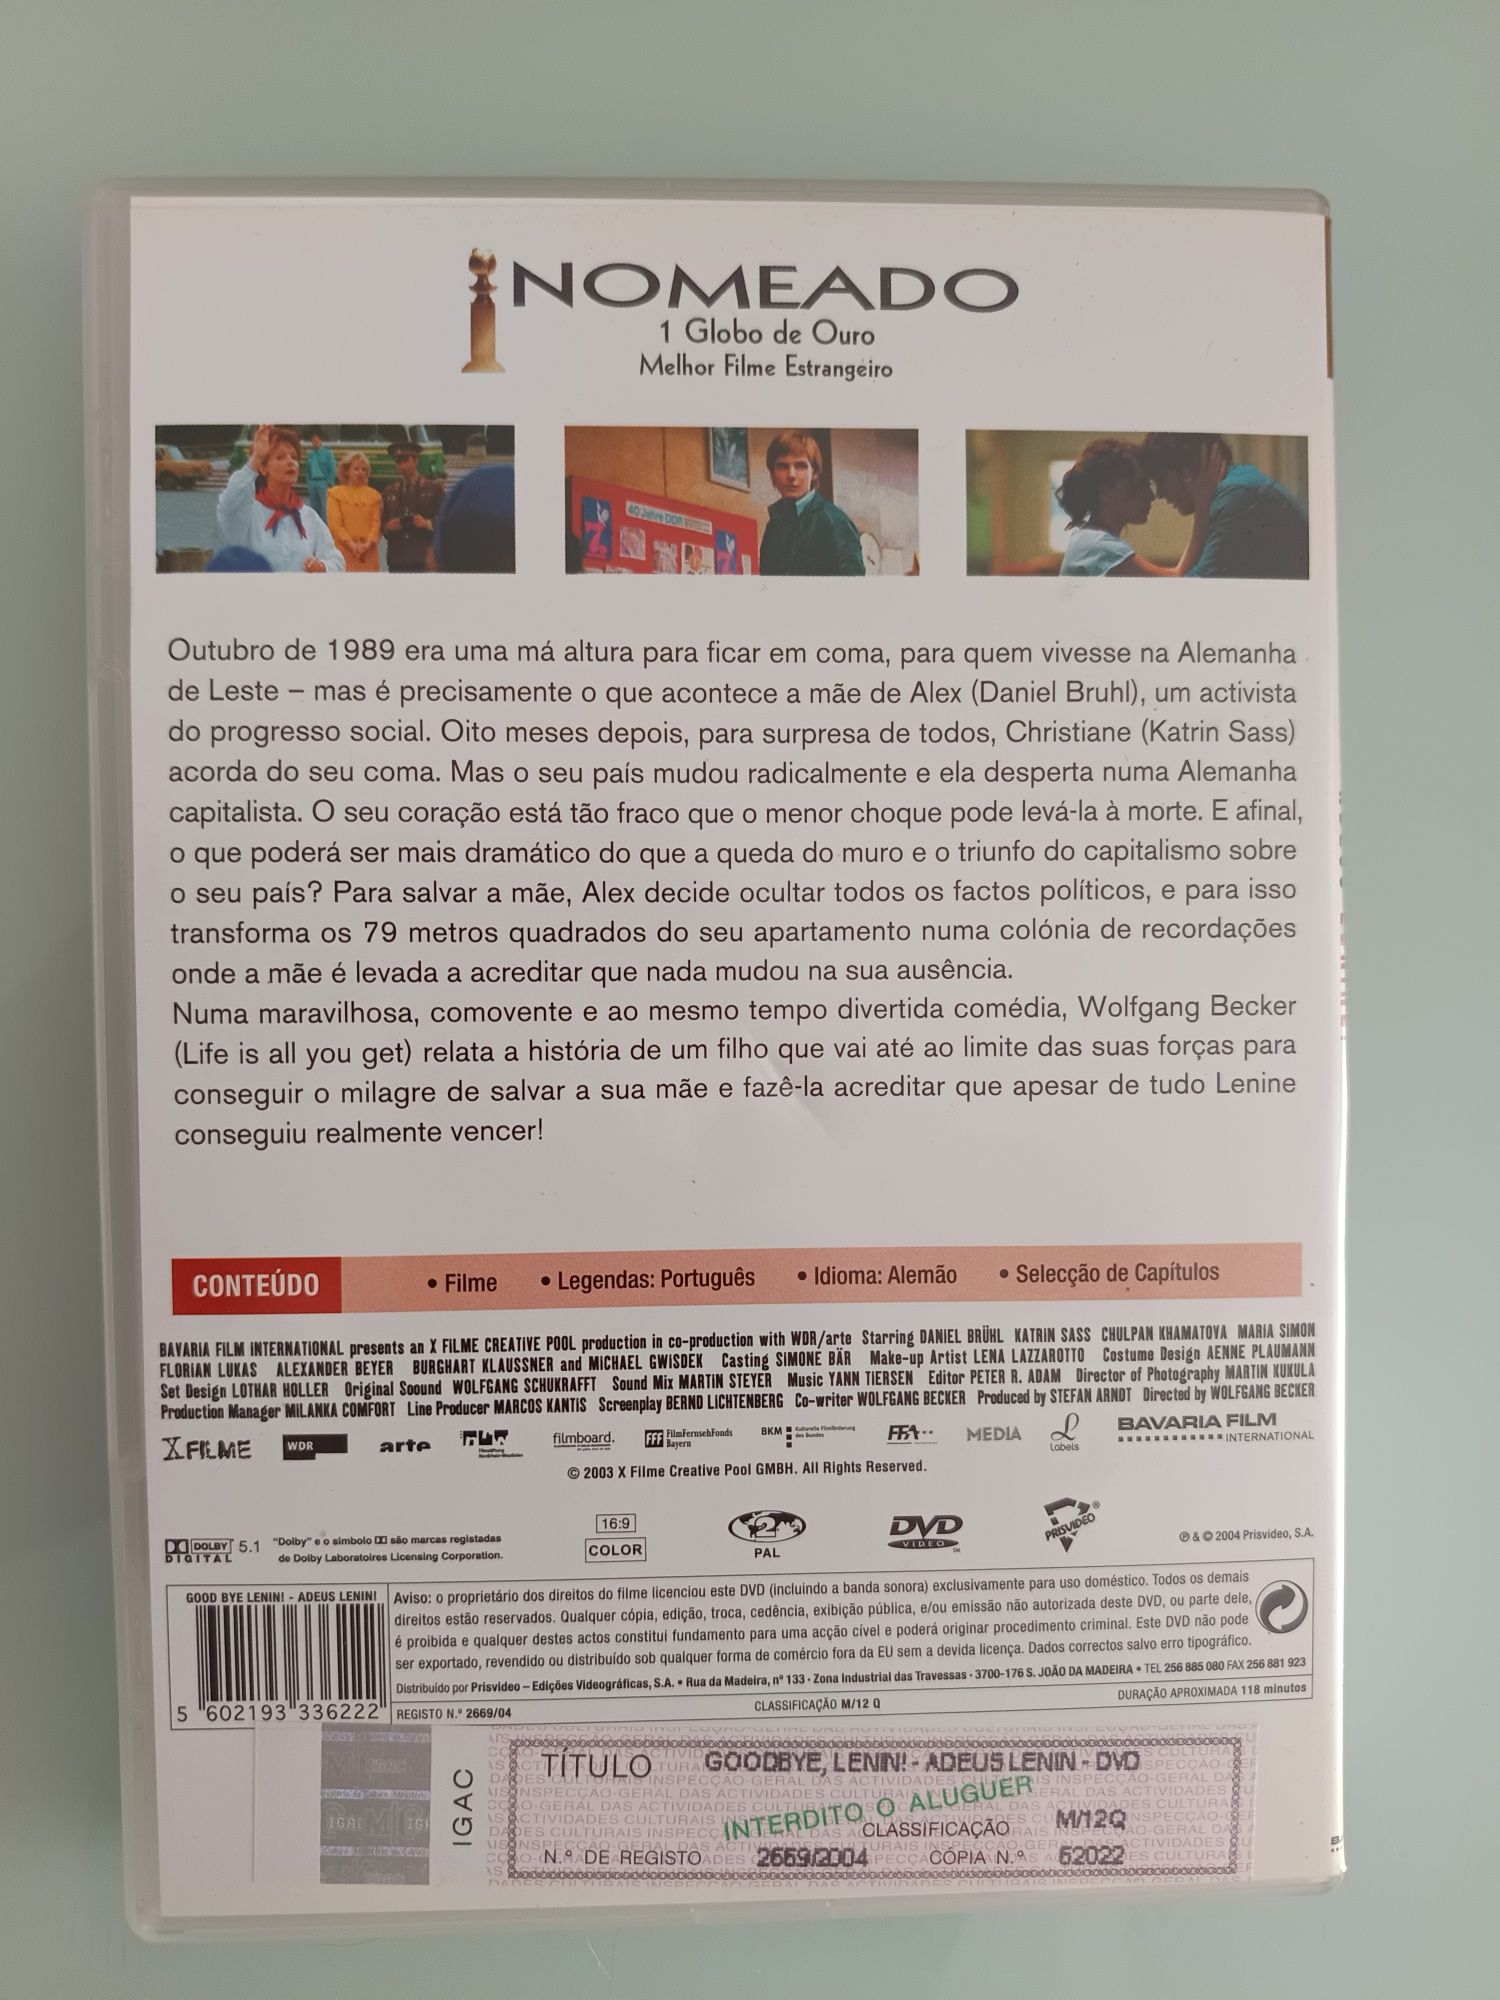 NOMEADO
1 Globo de Ouro
Melhor Filme Estrangeiro
40 Jahre DDR
Outubro de 1989 era uma má altura para ficar em coma, para quem vivesse na Alemanha
de Leste – mas é precisamente o que acontece a mãe de Alex (Daniel Bruhl), um activista
do progresso social. Oito meses depois, para surpresa de todos, Christiane (Katrin Sass)
acorda do seu coma. Mas o seu país mudou radicalmente e ela desperta numa Alemanha
capitalista. O seu coração está tão fraco que o menor choque pode levá-la à morte. E afinal,
o que poderá ser mais dramático do que a queda do muro e o triunfo do capitalismo sobre
o seu país? Para salvar a mãe, Alex decide ocultar todos os factos políticos, e para isso
transforma os 79 metros quadrados do seu apartamento numa colónia de recordações
onde a mãe é levada a acreditar que nada mudou na sua ausência.
Numa maravilhosa, comovente e ao mesmo tempo divertida comédia, Wolfgang Becker
(Life is all you get) relata a história de um filho que vai até ao limite das suas forças para
conseguir o milagre de salvar a sua mãe e fazê-la acreditar que apesar de tudo Lenine
conseguiu realmente vencer!
CONTEÚDO • Filme • Legendas: Português • Idioma: Alemão • Selecção de Capítulos
BAVARIA FILM INTERNATIONAL presents an X FILME CREATIVE POOL production in co-production with WDR/arte Starring DANIEL BRÜHL KATRIN SASS CHULPAN KHAMATOVA MARIA SIMON
FLORIAN LUKAS ALEXANDER BEYER BURGHART KLAUSSNER and MICHAEL GWISDEK Casting SIMONE BÄR Make-up Artist LENA LAZZAROTTO Costume Design AENNE PLAUMANN
Set Design LOTHAR HOLLER Original Soound WOLFGANG SCHUKRAFFT Sound Mix MARTIN STEYER Music YANN TIERSEN Editor PETER R. ADAM Director of Photography MARTIN KUKULA
Production Manager MILANKA COMFORT Line Producer MARCOS KANTIS Screenplay BERND LICHTENBERG Co-writer WOLFGANG BECKER Produced by STEFAN ARNDT Directed by WOLFGANG BECKER
X FILME WDR arte filmboard. FFF FilmFernsehFonds Bayern BKM Kulturelle Filmförderung des Bundes FFA MEDIA Labels BAVARIA FILM INTERNATIONAL
© 2003 X Filme Creative Pool GMBH. All Rights Reserved.
DOLBY DIGITAL 5.1 "Dolby" e o simbolo são marcas registadas
de Dolby Laboratoires Licensing Corporation.
16:9
COLOR
2
PAL
DVD
VIDEO
PRISVIDEO
℗ & © 2004 Prisvideo, S.A.
GOOD BYE LENIN! - ADEUS LENIN!
5 602193 336222
Aviso: o proprietário dos direitos do filme licenciou este DVD (incluindo a banda sonora) exclusivamente para uso doméstico. Todos os demais
direitos estão reservados. Qualquer cópia, edição, troca, cedência, exibição pública, e/ou emissão não autorizada deste DVD, ou parte dele,
é proibida e qualquer destes actos constitui fundamento para uma acção cível e poderá originar procedimento criminal. Este DVD não pode
ser exportado, revendido ou distribuído sob qualquer forma de comércio fora da EU sem a devida licença. Dados correctos salvo erro tipográfico.
Distribuído por Prisvideo – Edições Videográficas, S.A. • Rua da Madeira, nº 133 - Zona Industrial das Travessas - 3700-176 S. JOÃO DA MADEIRA • TEL 256 885 080 FAX 256 881 923
REGISTO N.º 2669/04 CLASSIFICAÇÃO M/12 Q DURAÇÃO APROXIMADA 118 minutos
IGAC
TÍTULO GOODBYE, LENIN! - ADEUS LENIN - DVD
INTERDITO O ALUGUER
CLASSIFICAÇÃO M/12Q
N.º DE REGISTO 2669/2004 CÓPIA N.º 52022